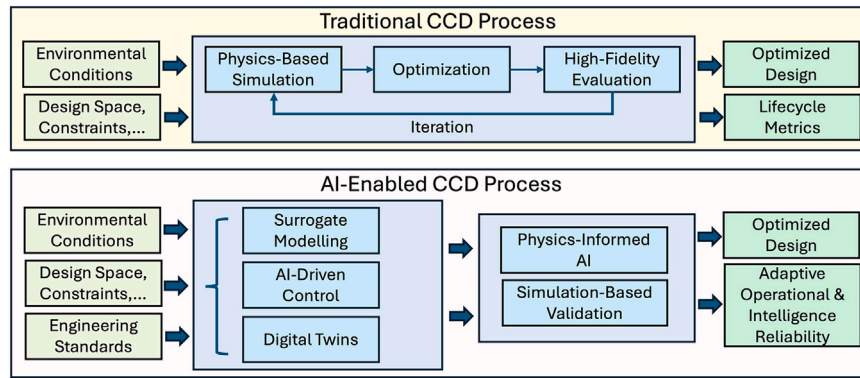 Traditional CCD Process
Environmental
Conditions
Design Space,
Constraints,...
Physics-Based
Simulation
Optimization
High-Fidelity
Evaluation
Iteration
Optimized
Design
Lifecycle
Metrics
AI-Enabled CCD Process
Environmental
Conditions
Design Space,
Constraints,...
Engineering
Standards
Surrogate
Modelling
AI-Driven
Control
Digital Twins
Physics-Informed
AI
Simulation-Based
Validation
Optimized
Design
Adaptive
Operational &
Intelligence
Reliability